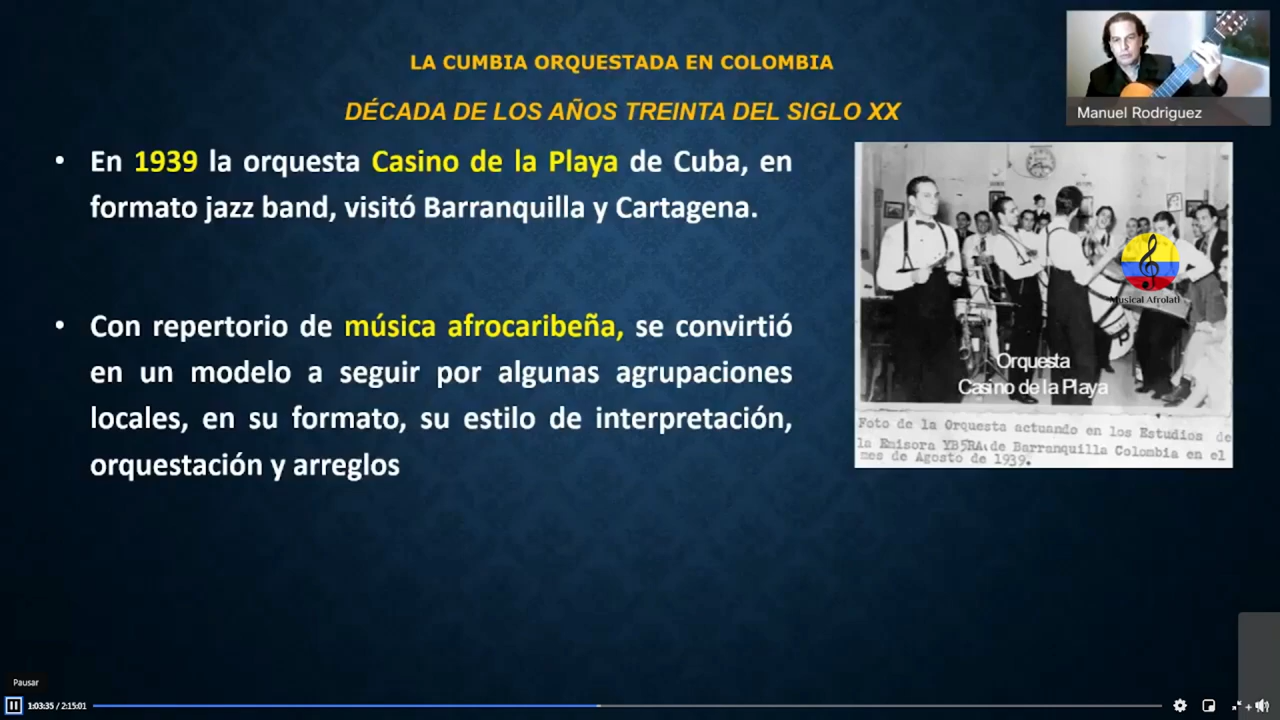 LA CUMBIA ORQUESTADA EN COLOMBIA
DÉCADA DE LOS AÑOS TREINTA DEL SIGLO XX
Manuel Rodriguez
• En 1939 la orquesta Casino de la Playa de Cuba, en
formato jazz band, visitó Barranquilla y Cartagena.
• Con repertorio de música afrocaribeña, se convirtió
en un modelo a seguir por algunas agrupaciones
locales, en su formato, su estilo de interpretación,
orquestación y arreglos
Musical Afrolati
Orquesta
Casino de la Playa
Foto de la Orquesta actuando en los Estudios de
la Emisora YB5RA de Barranquilla Colombia en el
mes de Agosto de 1939.
Pausar
1:03:35 / 2:15:01